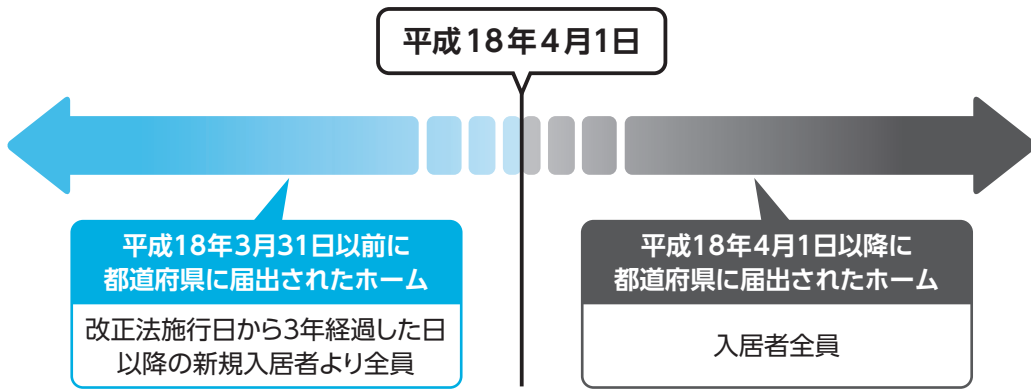 平成18年4月1日
平成18年3月31日以前に
都道府県に届出されたホーム
改正法施行日から3年経過した日
以降の新規入居者より全員
平成18年4月1日以降に
都道府県に届出されたホーム
入居者全員